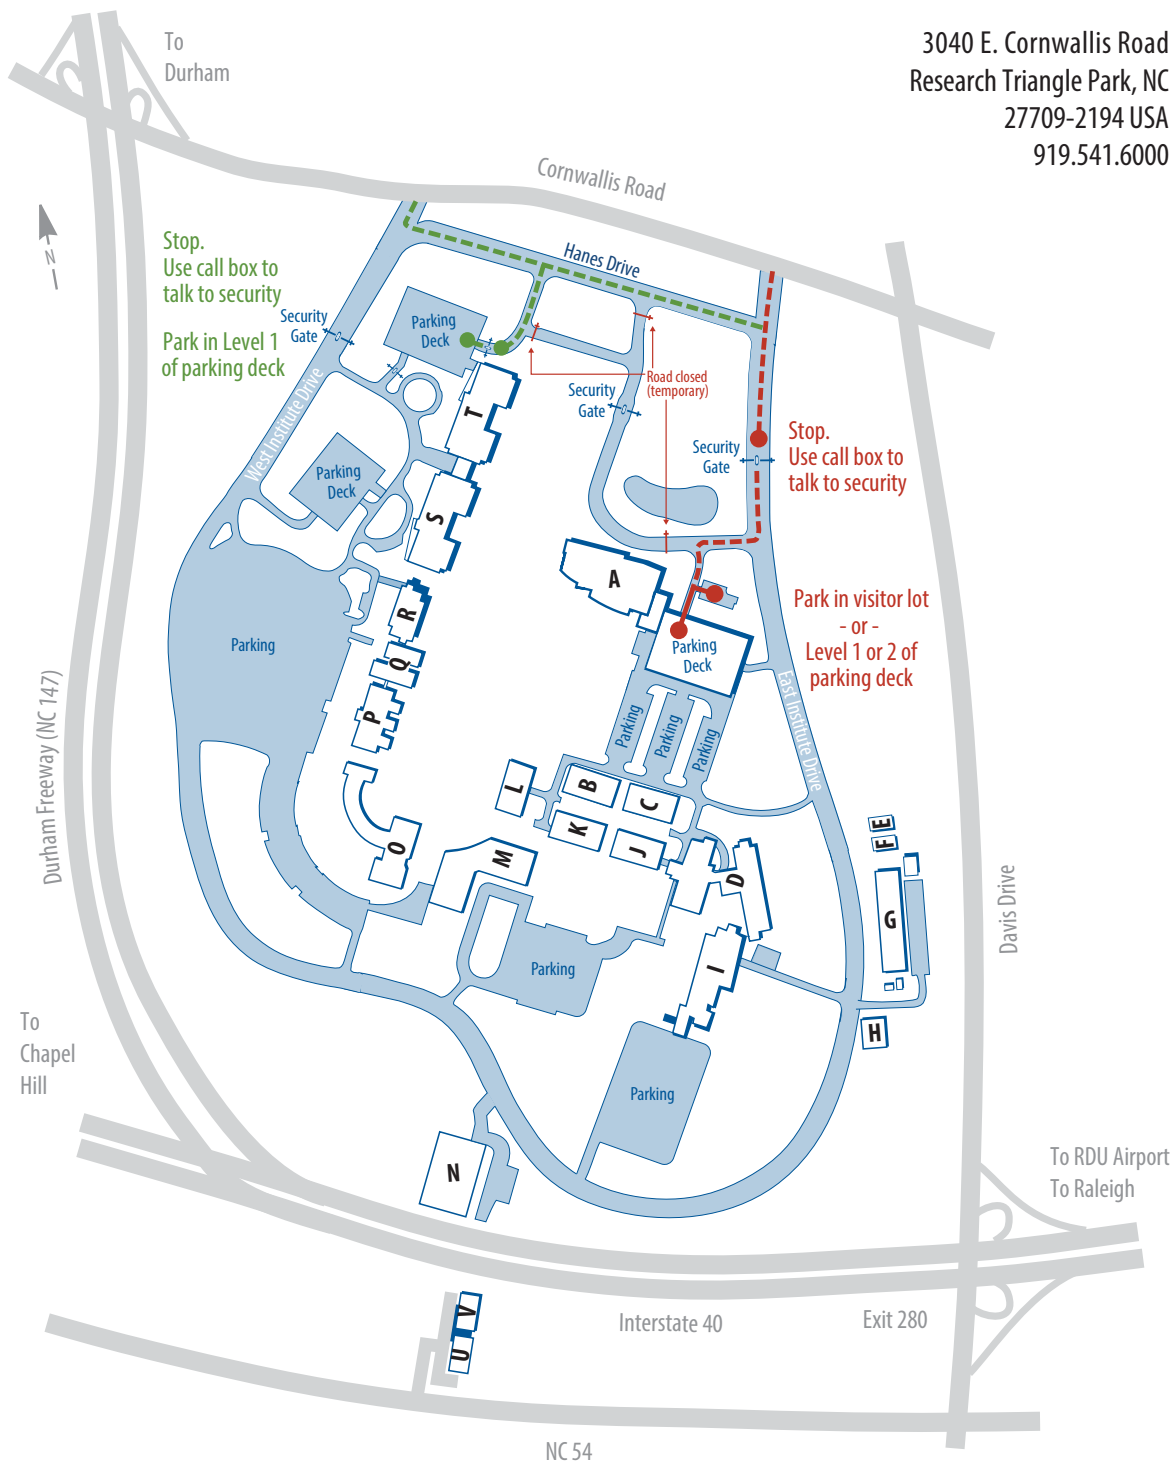 3040 E. Cornwallis Road
Research Triangle Park, NC
27709-2194 USA
919.541.6000
To
Durham
Cornwallis Road
N
Stop.
Use call box to
talk to security
Park in Level 1
of parking deck
Hanes Drive
Security
Gate
Parking
Deck
West Institute Drive
T
Road closed
(temporary)
Security
Gate
Security
Gate
Stop.
Use call box to
talk to security
Parking
Deck
S
A
R
Park in visitor lot
- or -
Level 1 or 2 of
parking deck
Parking
Parking
Deck
Q
P
East Institute Drive
Parking
Parking
Parking
Durham Freeway (NC 147)
L
B
C
K
J
E
F
O
M
D
G
Davis Drive
I
Parking
H
To
Chapel
Hill
Parking
N
To RDU Airport
To Raleigh
V
U
Interstate 40
Exit 280
NC 54